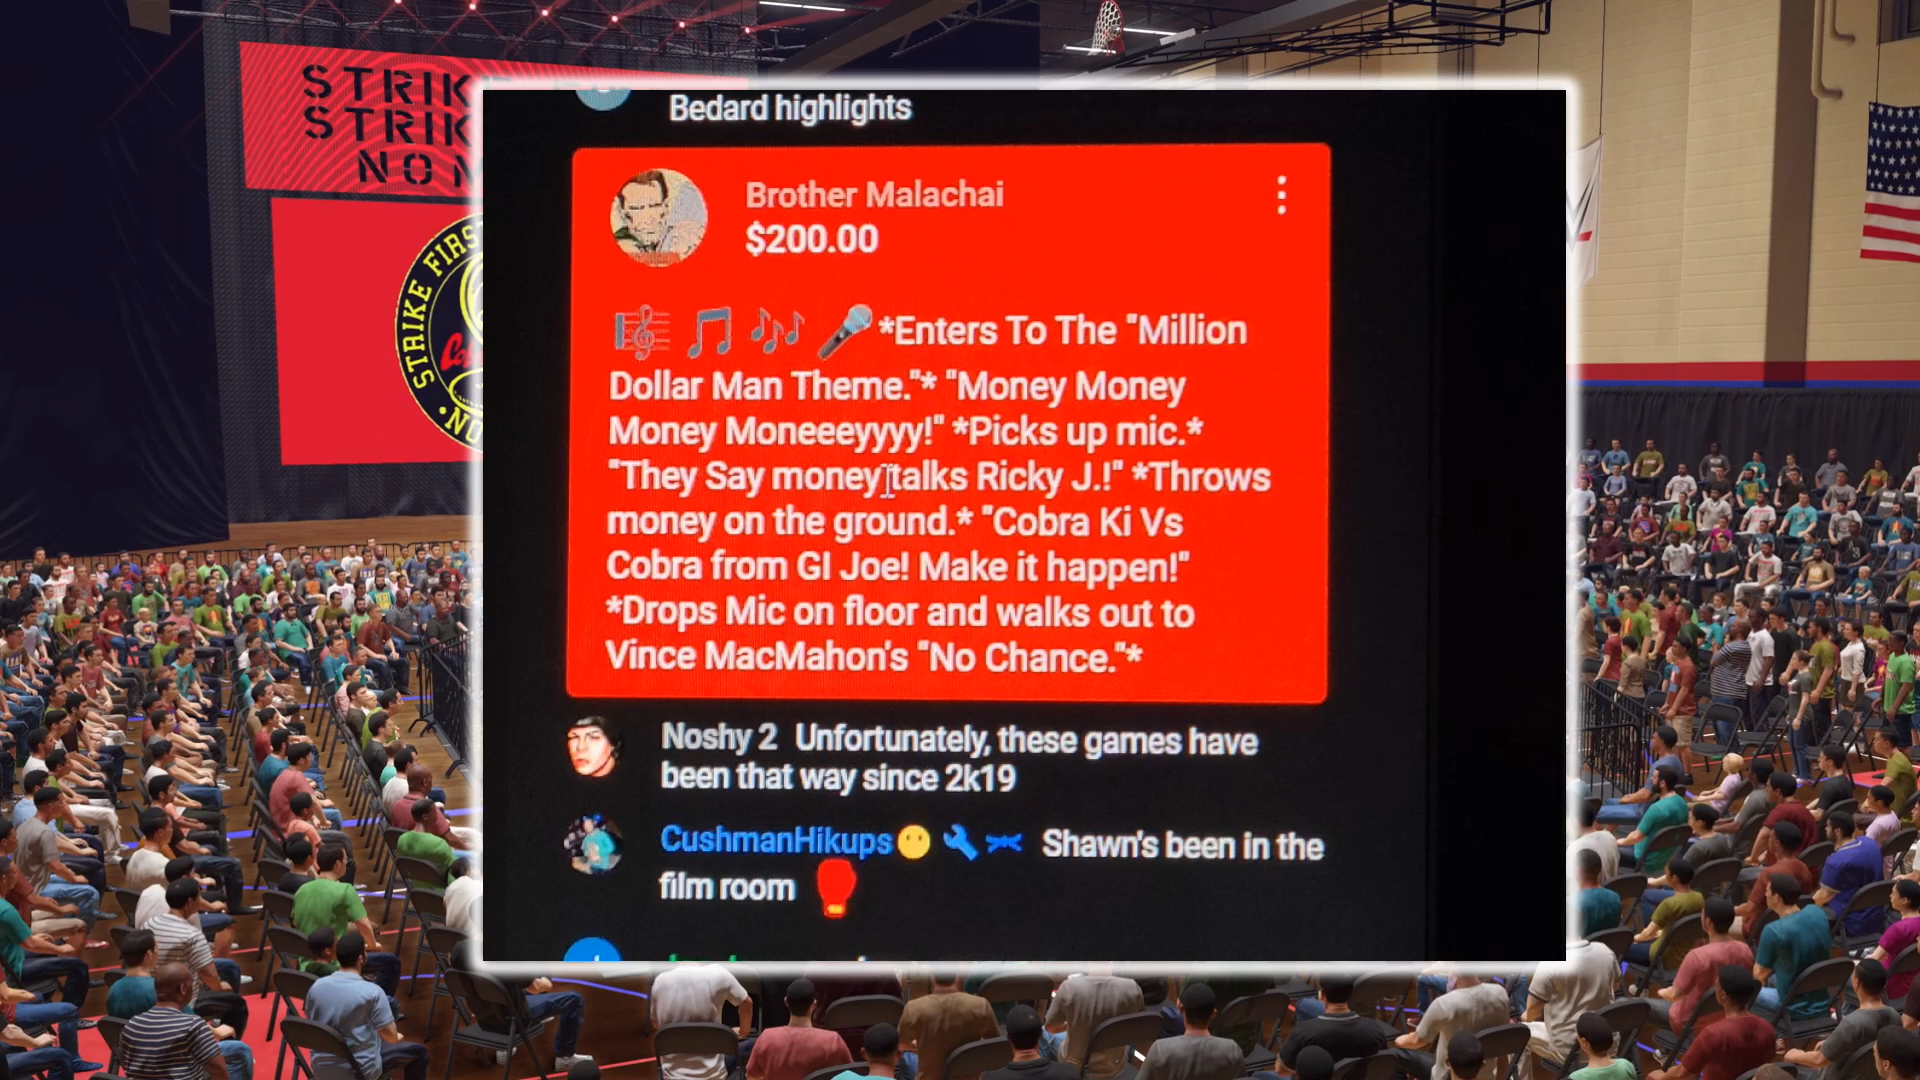 STRIKE
STRIK
NO
STRIKE FIRS
NO
Bedard highlights
Brother Malachai
$200.00
🎼 🎵 🎶 🎤 *Enters To The "Million
Dollar Man Theme."* "Money Money
Money Moneeeyyyy!" *Picks up mic.*
"They Say money talks Ricky J.!" *Throws
money on the ground.* "Cobra Ki Vs
Cobra from GI Joe! Make it happen!"
*Drops Mic on floor and walks out to
Vince MacMahon's "No Chance."*
Noshy 2 Unfortunately, these games have
been that way since 2k19
CushmanHikups😶 🔧 Shawn's been in the
film room 🥊